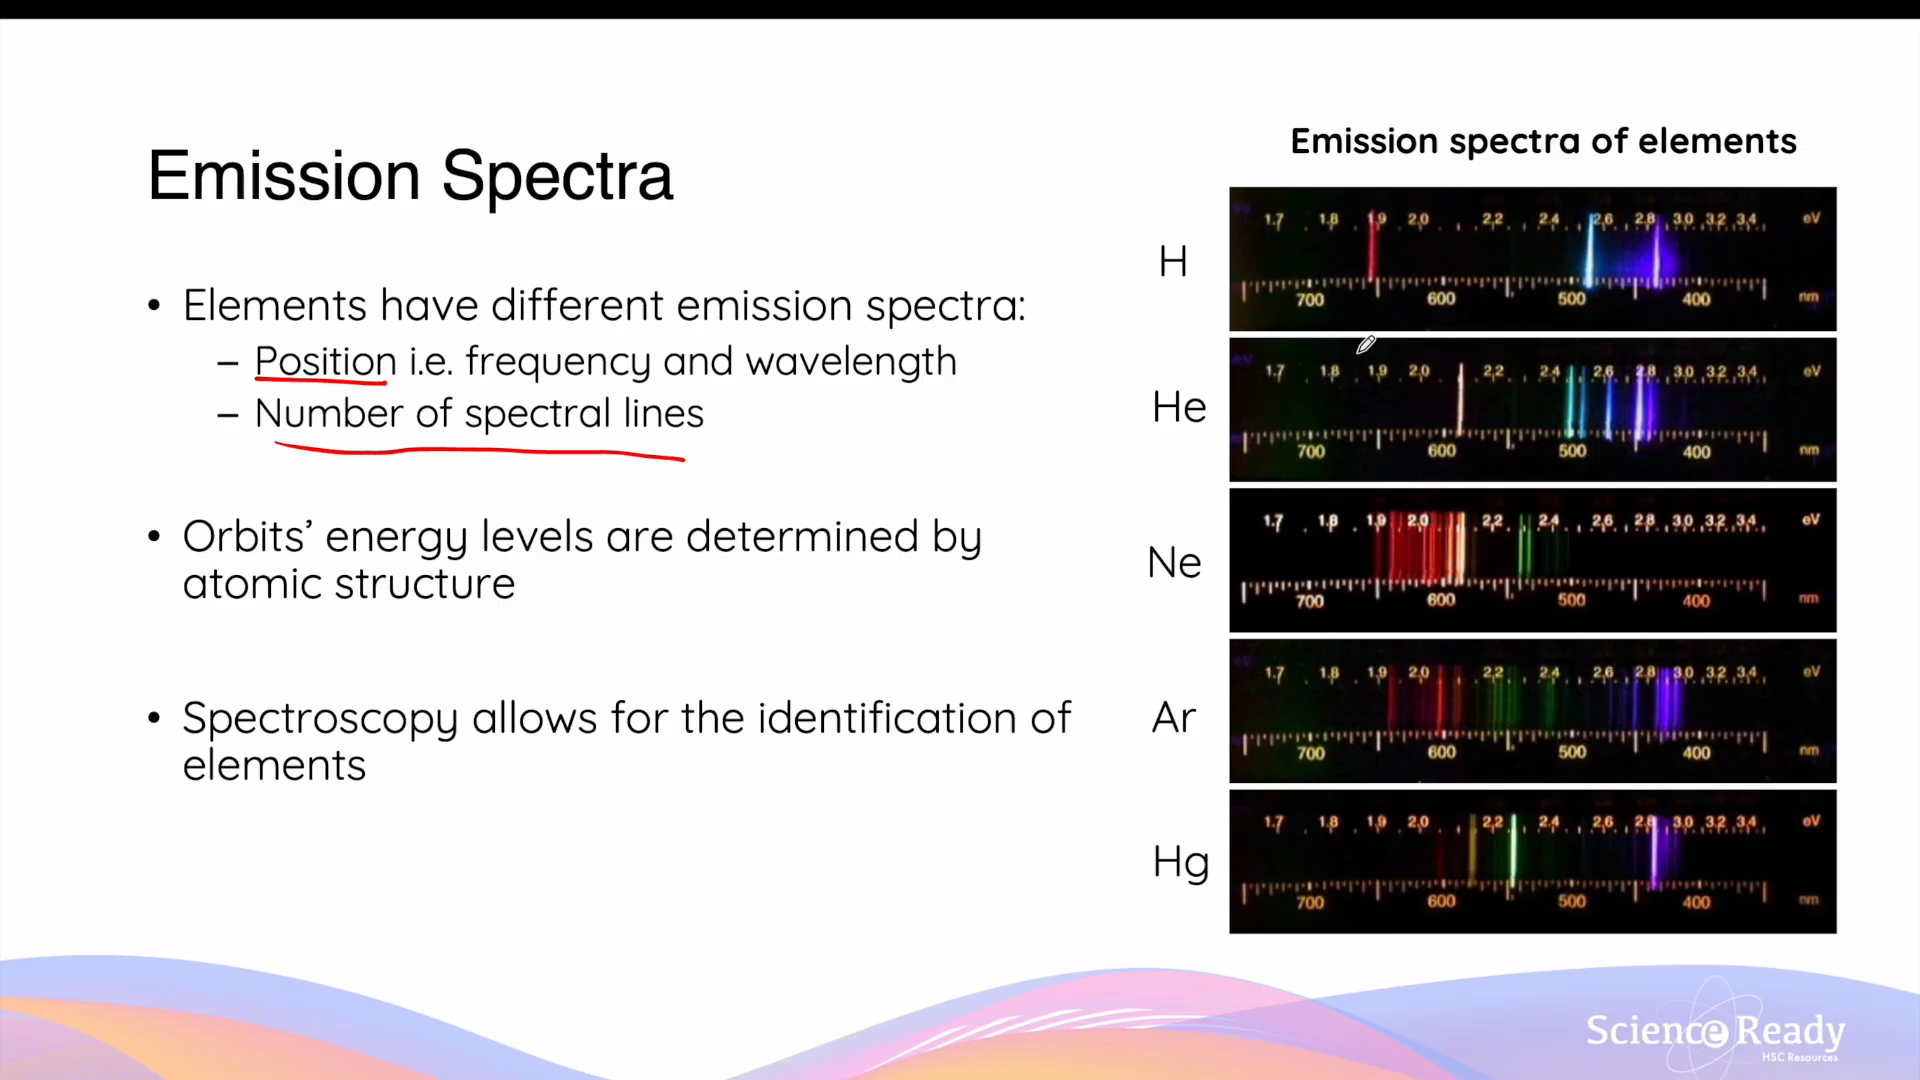 Emission Spectra
• Elements have different emission spectra:
– Position i.e. frequency and wavelength
– Number of spectral lines
• Orbits’ energy levels are determined by
atomic structure
• Spectroscopy allows for the identification of
elements
Emission spectra of elements
H
1.7 1.8 1.9 2.0 2.2 2.4 2.6 2.8 3.0 3.2 3.4 eV
700 600 500 400 nm
He
1.7 1.8 1.9 2.0 2.2 2.4 2.6 2.8 3.0 3.2 3.4 eV
700 600 500 400 nm
Ne
1.7 1.8 1.9 2.0 2.2 2.4 2.6 2.8 3.0 3.2 3.4 eV
700 600 500 400 nm
Ar
1.7 1.8 1.9 2.0 2.2 2.4 2.6 2.8 3.0 3.2 3.4 eV
700 600 500 400 nm
Hg
1.7 1.8 1.9 2.0 2.2 2.4 2.6 2.8 3.0 3.2 3.4 eV
700 600 500 400 nm
Science Ready
HSC Resources